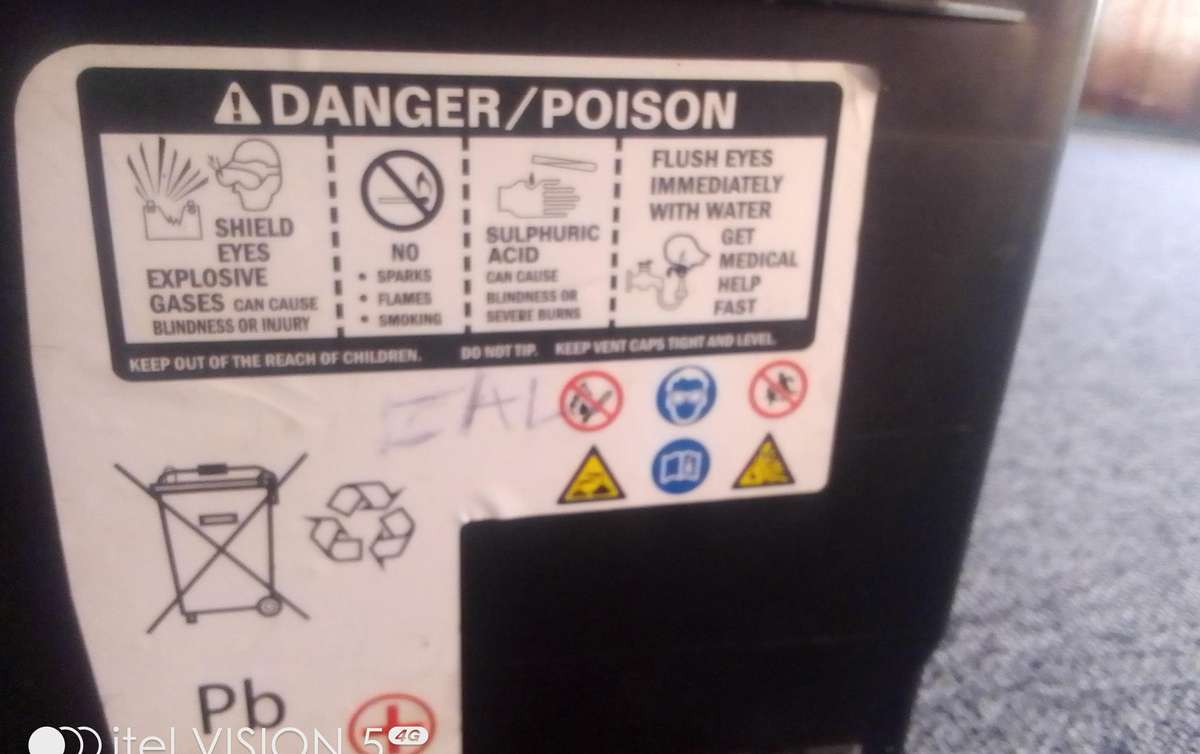 DANGER/POISON
SHIELD
EYES
EXPLOSIVE
GASES CAN CAUSE
BLINDNESS OR INJURY
NO
• SPARKS
• FLAMES
• SMOKING
SULPHURIC
ACID
CAN CAUSE
BLINDNESS OR
SEVERE BURNS
FLUSH EYES
IMMEDIATELY
WITH WATER
GET
MEDICAL
HELP
FAST
KEEP OUT OF THE REACH OF CHILDREN. DO NOT TIP. KEEP VENT CAPS TIGHT AND LEVEL.
Pb
itel VISION 5 4G